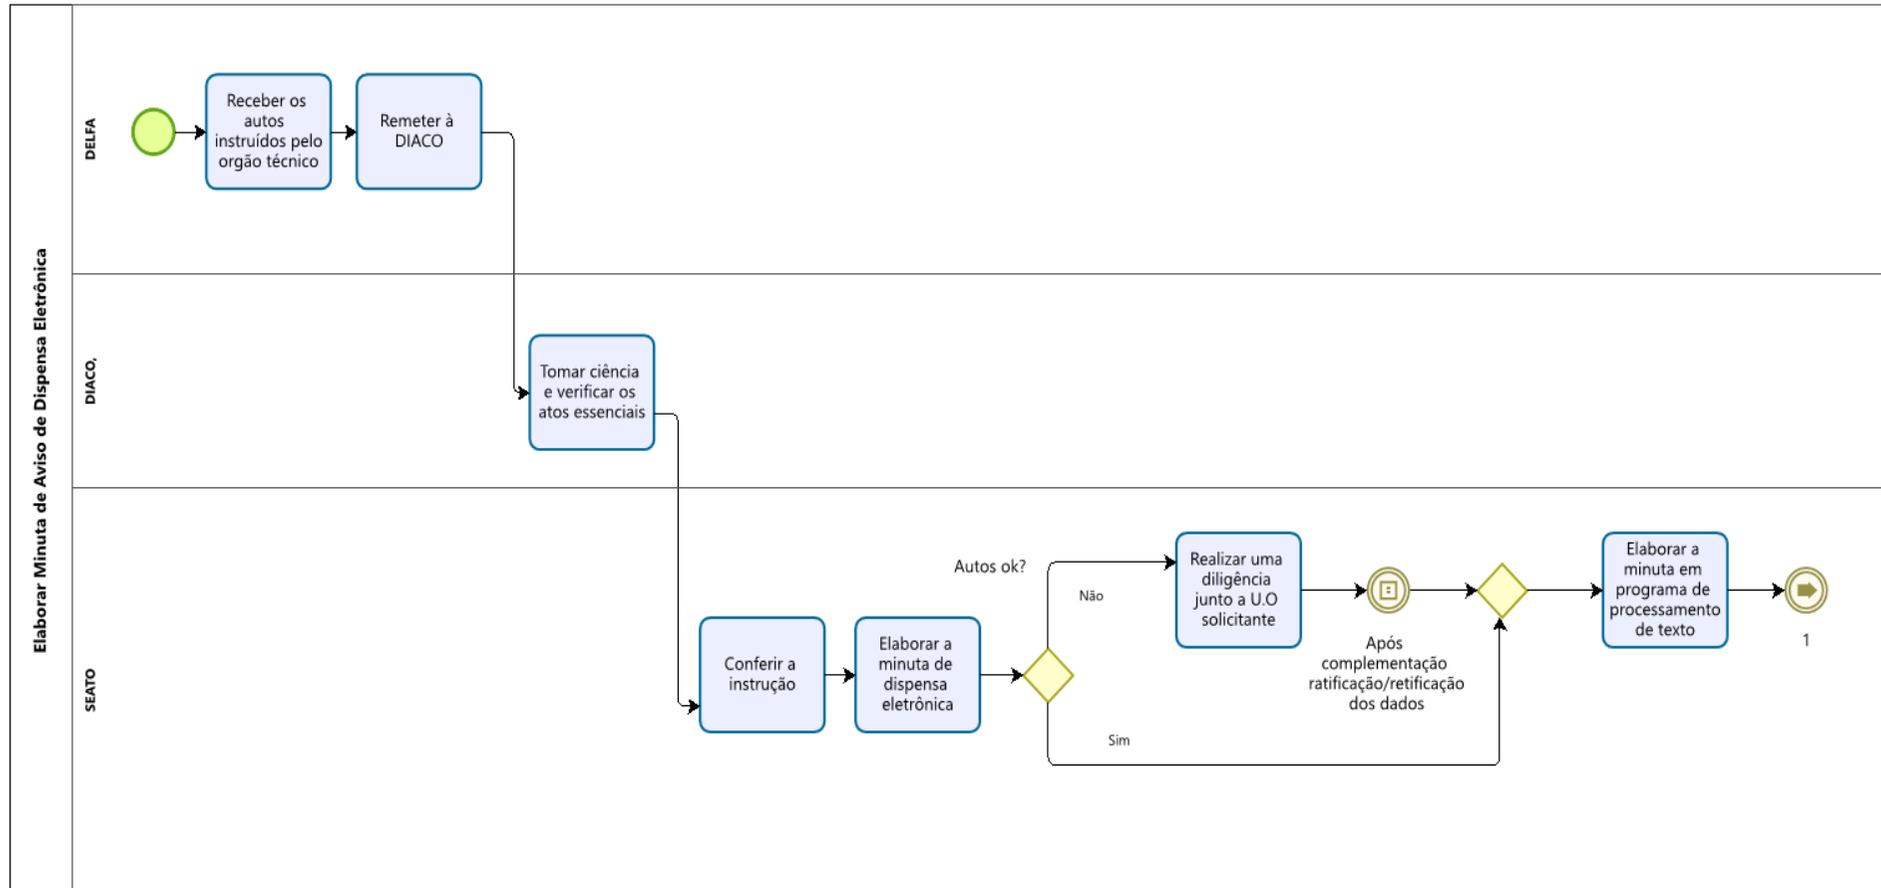 Elaborar Minuta de Aviso de Dispensa Eletrônica
DELFA
Receber os
autos
instruídos pelo
orgão técnico
Remeter à
DIACO
DIACO,
Tomar ciência
e verificar os
atos essenciais
SEATO
Conferir a
instrução
Elaborar a
minuta de
dispensa
eletrônica
Autos ok?
Não
Sim
Realizar uma
diligência
junto a U.O
solicitante
Após
complementação
ratificação/retificação
dos dados
Elaborar a
minuta em
programa de
processamento
de texto
1